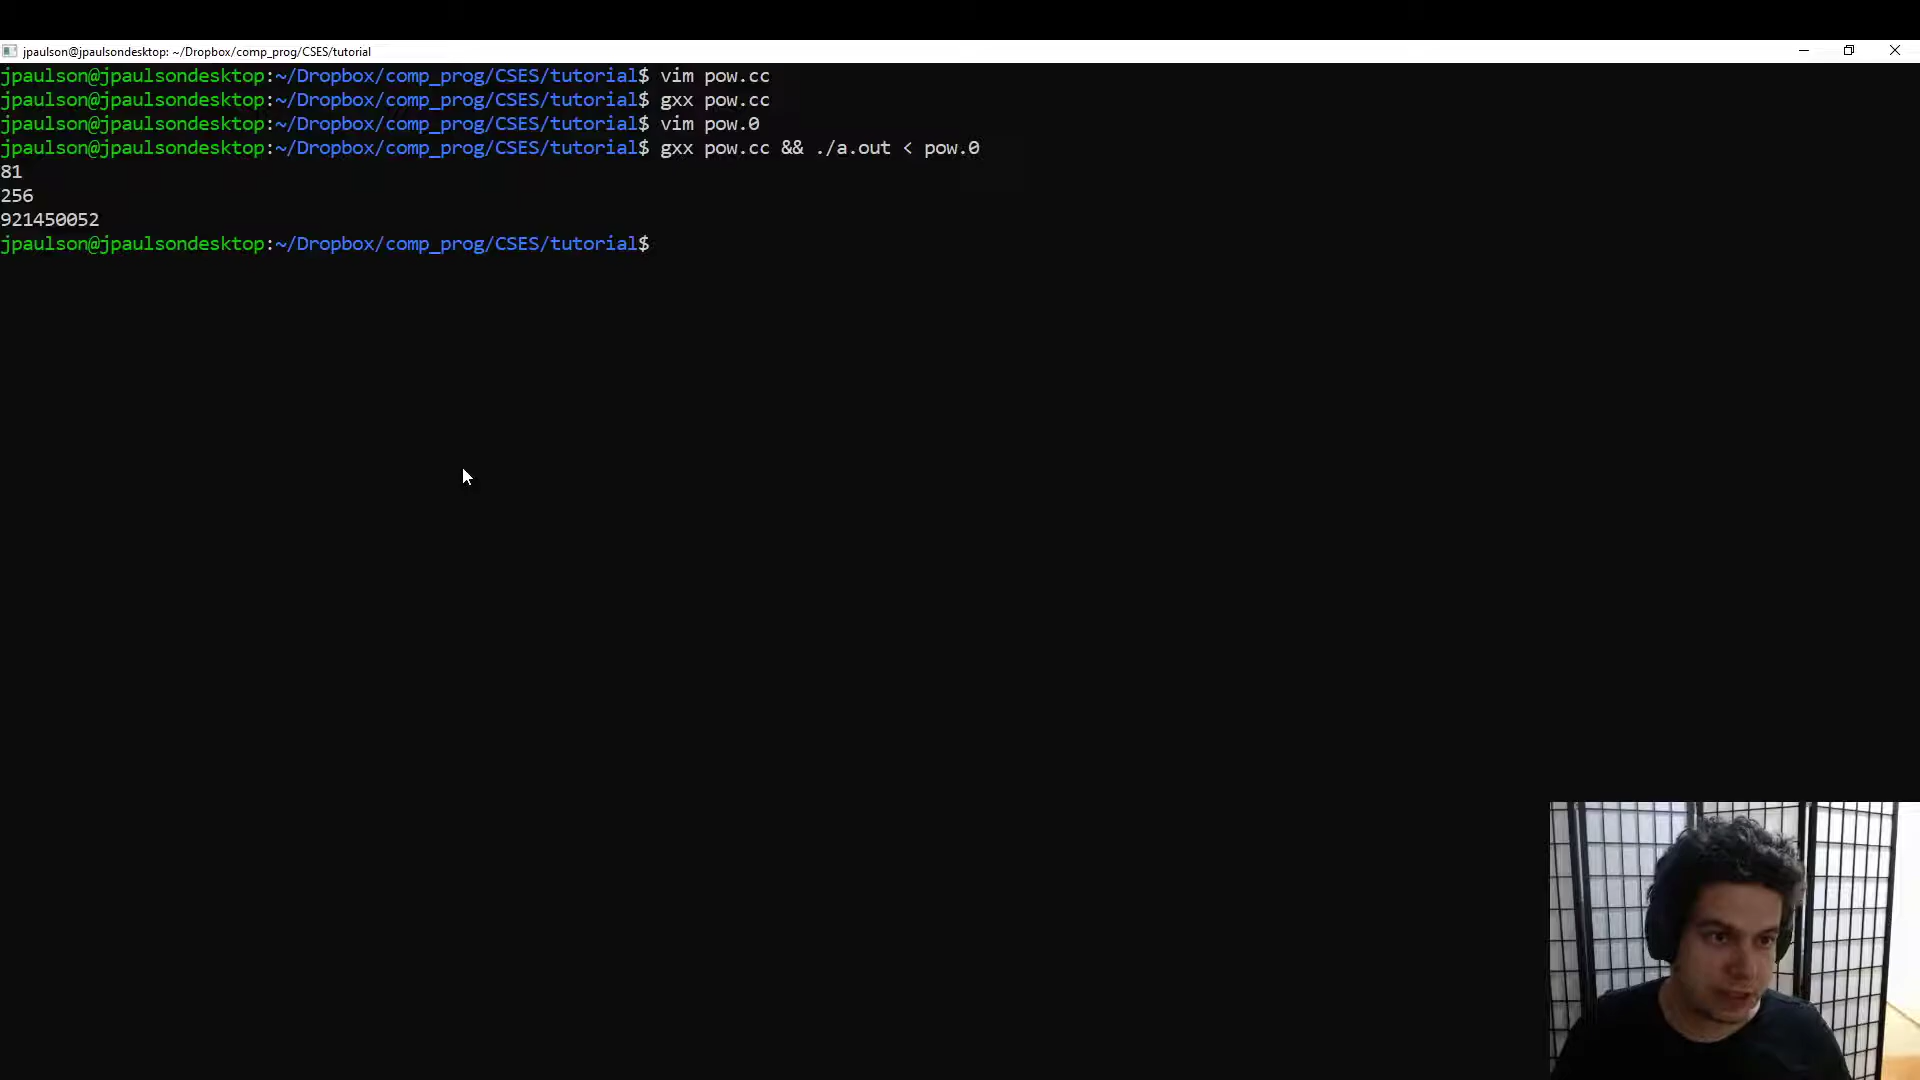 jpaulson@jpaulsondesktop: ~/Dropbox/comp_prog/CSES/tutorial
jpaulson@jpaulsondesktop:~/Dropbox/comp_prog/CSES/tutorial$ vim pow.cc
jpaulson@jpaulsondesktop:~/Dropbox/comp_prog/CSES/tutorial$ gxx pow.cc
jpaulson@jpaulsondesktop:~/Dropbox/comp_prog/CSES/tutorial$ vim pow.0
jpaulson@jpaulsondesktop:~/Dropbox/comp_prog/CSES/tutorial$ gxx pow.cc && ./a.out < pow.0
81
256
921450052
jpaulson@jpaulsondesktop:~/Dropbox/comp_prog/CSES/tutorial$